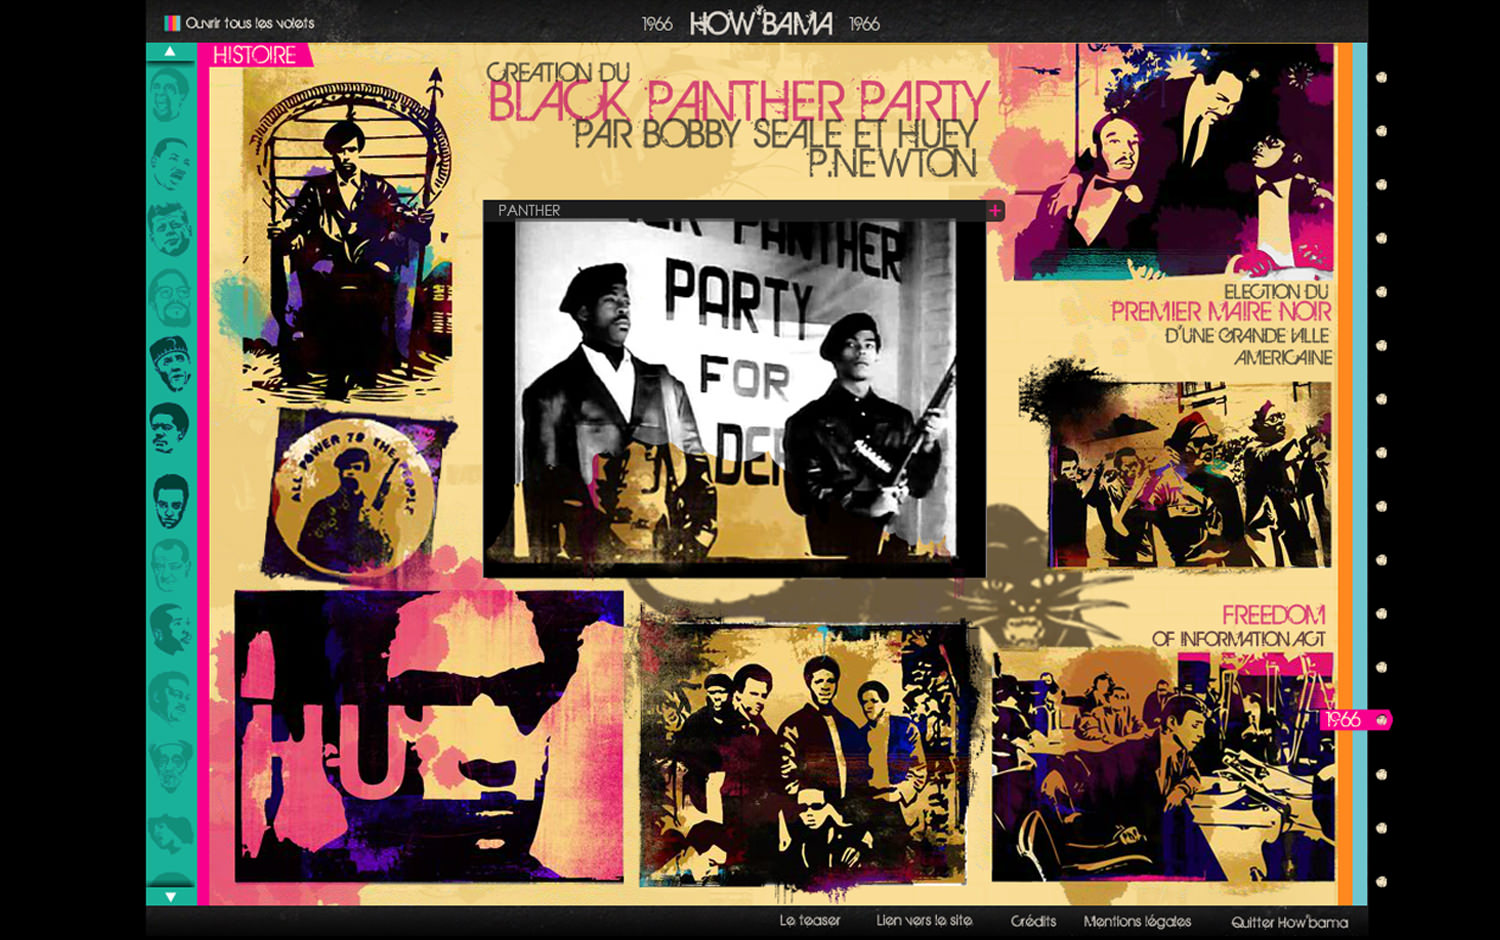 Ouvrir tous les volets
1966 HOW'BAMA 1966
HISTOIRE
CREATION DU
BLACK PANTHER PARTY
PAR BOBBY SEALE ET HUEY
P.NEWTON
PANTHER
PANTHER
PARTY
FOR
ELECTION DU
PREMIER MAIRE NOIR
D'UNE GRANDE VILLE
AMERICAINE
ALL POWER TO THE PEOPLE
HU
FREEDOM
OF INFORMATION ACT
1966
Le teaser
Lien vers le site
Crédits
Mentions légales
Quitter How'bama